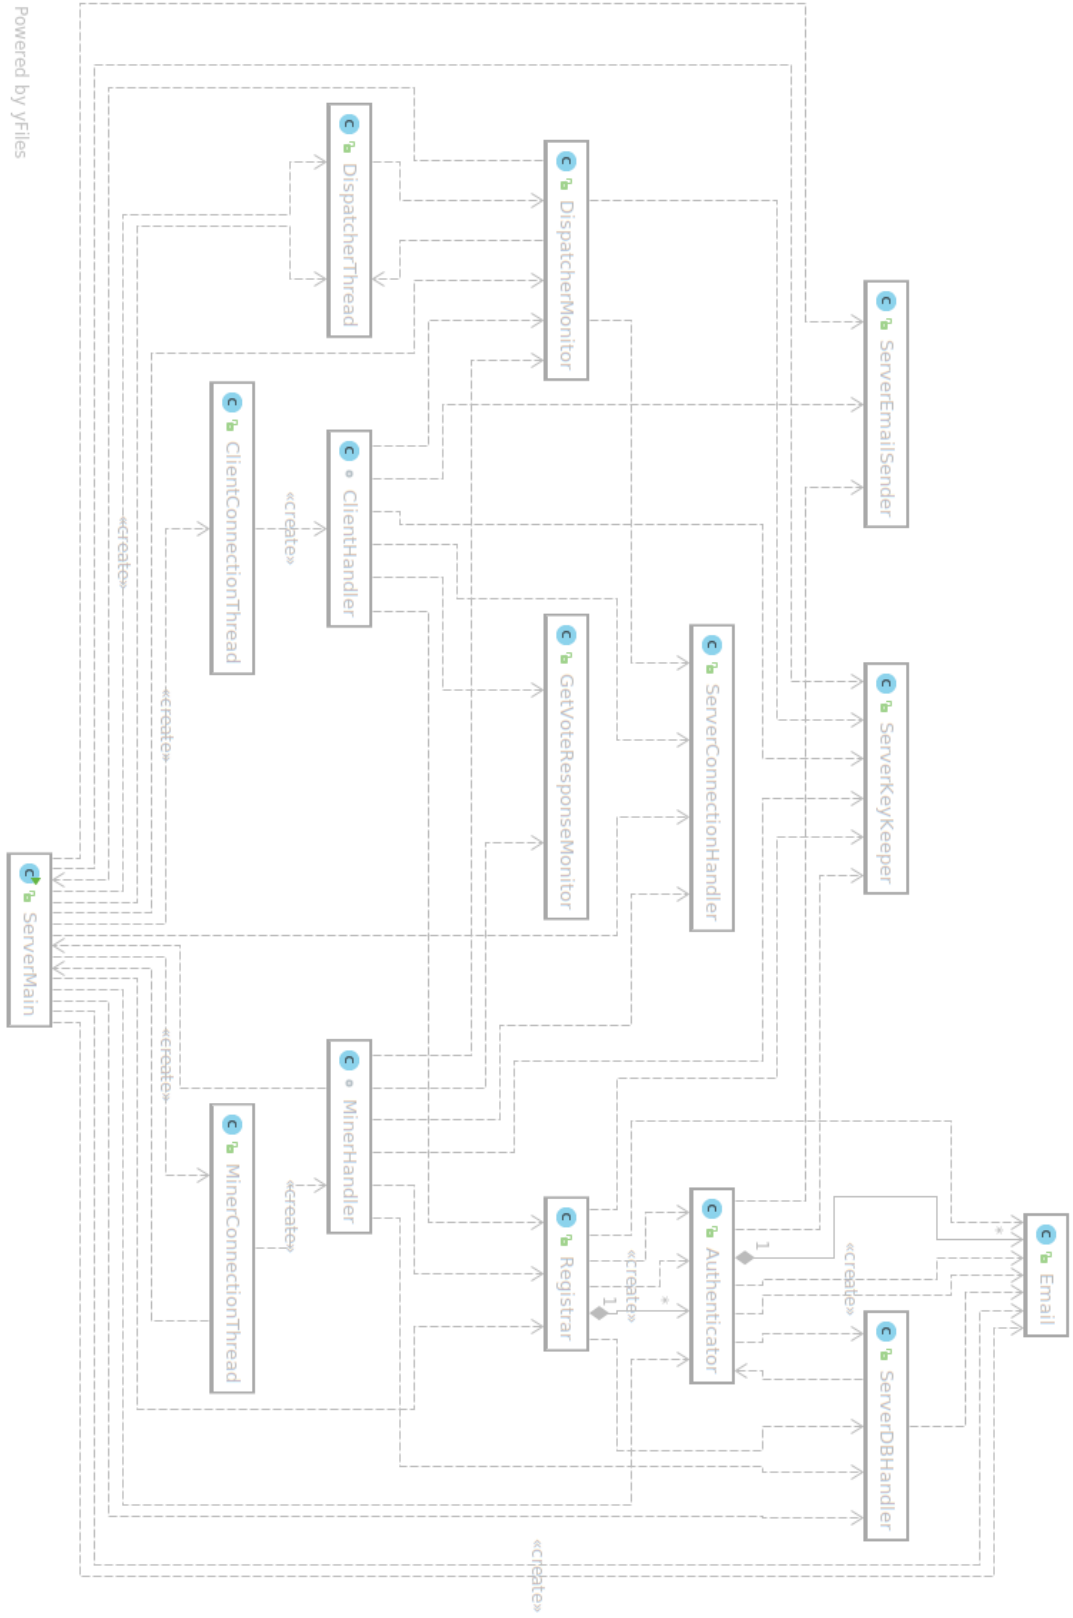 ServerMain
ClientConnectionThread
MinerConnectionThread
DispatcherThread
ClientHandler
MinerHandler
DispatcherMonitor
GetVoteResponseMonitor
Registrar
ServerConnectionHandler
Authenticator
ServerEmailSender
ServerKeyKeeper
ServerDBHandler
Email
«create»
«create»
«create»
«create»
«create»
«create»
«create»
«create»
1
*
1
*
Powered by yFiles